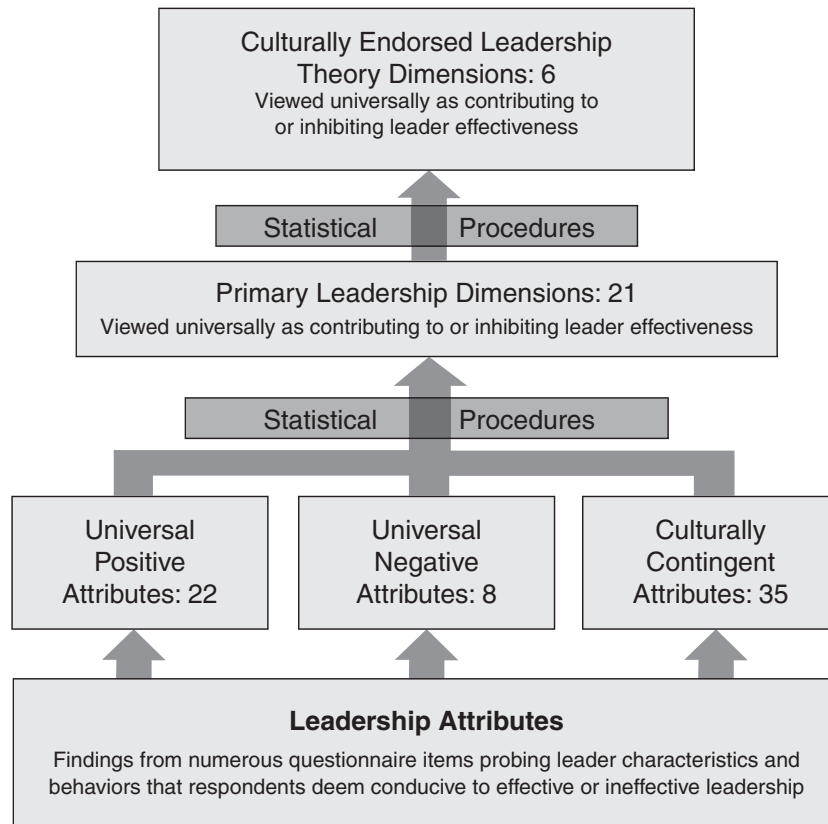 Culturally Endorsed Leadership
Theory Dimensions: 6
Viewed universally as contributing to
or inhibiting leader effectiveness
Statistical Procedures
Primary Leadership Dimensions: 21
Viewed universally as contributing to or inhibiting leader effectiveness
Statistical Procedures
Universal
Positive
Attributes: 22
Universal
Negative
Attributes: 8
Culturally
Contingent
Attributes: 35
Leadership Attributes
Findings from numerous questionnaire items probing leader characteristics and
behaviors that respondents deem conducive to effective or ineffective leadership